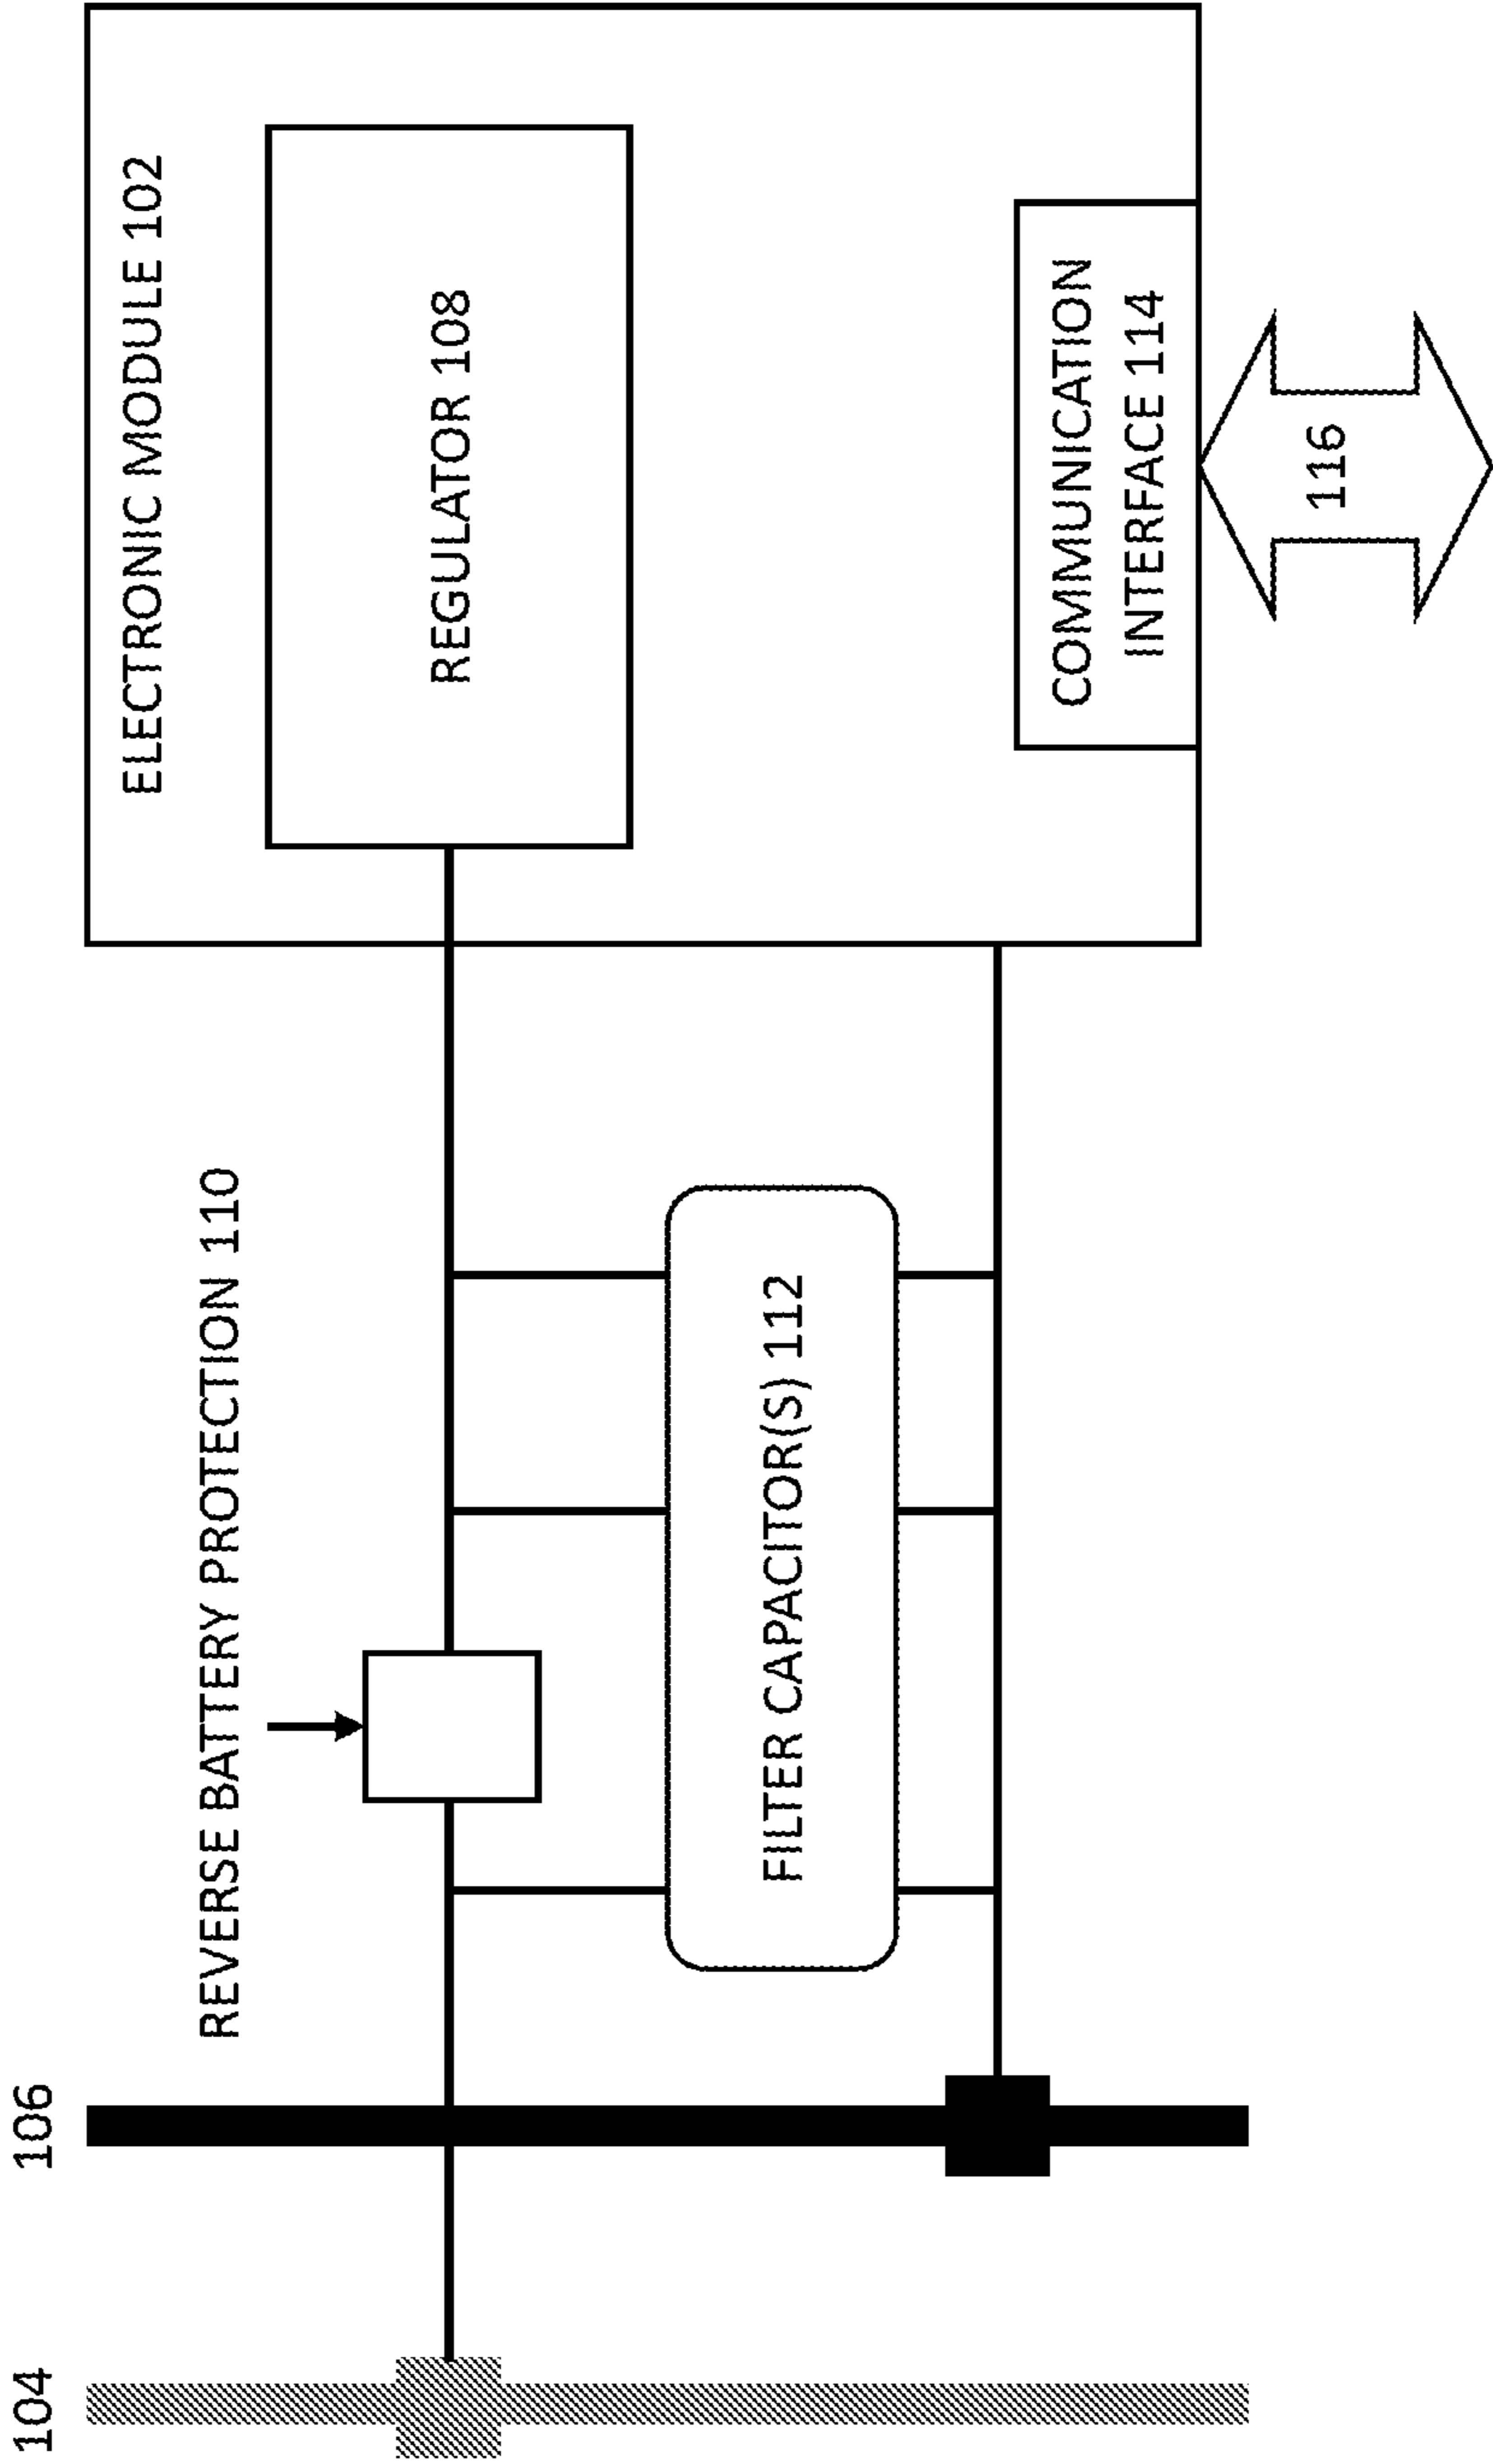 104
106
REVERSE BATTERY PROTECTION 110
FILTER CAPACITOR(S) 112
ELECTRONIC MODULE 102
REGULATOR 108
COMMUNICATION
INTERFACE 114
116